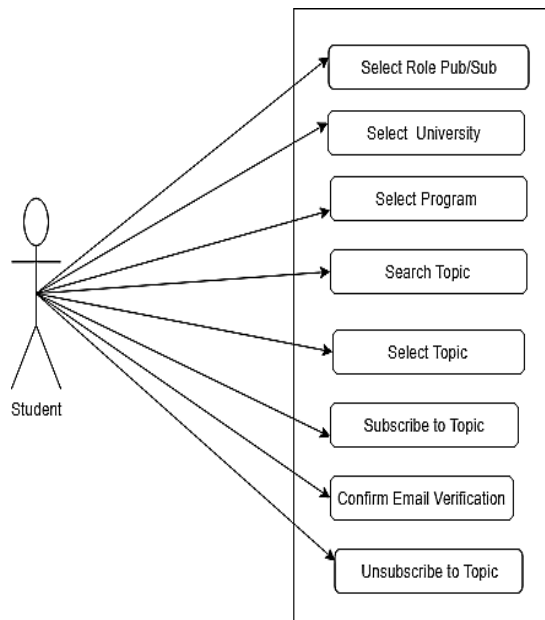 Select Role Pub/Sub
Select University
Select Program
Search Topic
Select Topic
Student
Subscribe to Topic
Confirm Email Verification
Unsubscribe to Topic